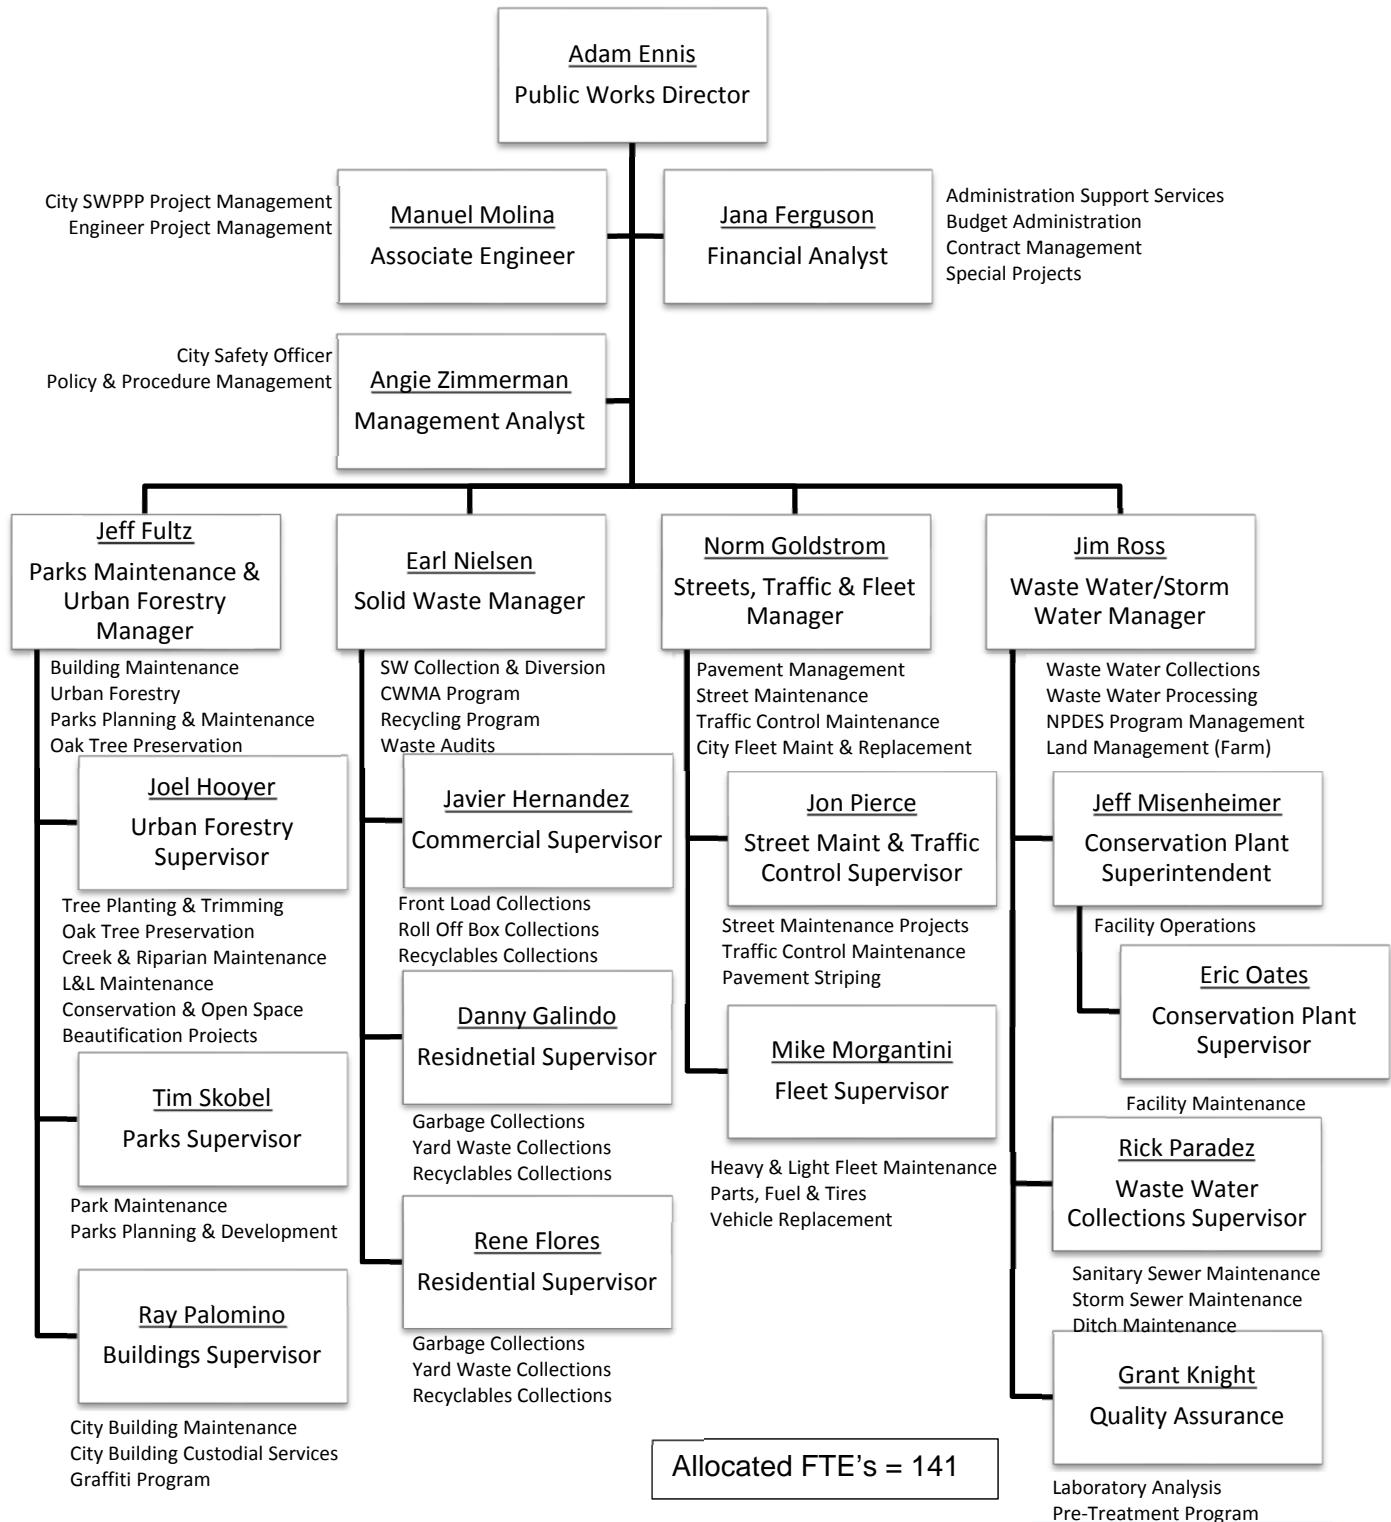 Adam Ennis
Public Works Director
City SWPPP Project Management
Engineer Project Management
Manuel Molina
Associate Engineer
Jana Ferguson
Financial Analyst
Administration Support Services
Budget Administration
Contract Management
Special Projects
City Safety Officer
Policy & Procedure Management
Angie Zimmerman
Management Analyst
Jeff Fultz
Parks Maintenance &
Urban Forestry
Manager
Building Maintenance
Urban Forestry
Parks Planning & Maintenance
Oak Tree Preservation
Joel Hooyer
Urban Forestry
Supervisor
Tree Planting & Trimming
Oak Tree Preservation
Creek & Riparian Maintenance
L&L Maintenance
Conservation & Open Space
Beautification Projects
Tim Skobel
Parks Supervisor
Park Maintenance
Parks Planning & Development
Ray Palomino
Buildings Supervisor
City Building Maintenance
City Building Custodial Services
Graffiti Program
Earl Nielsen
Solid Waste Manager
SW Collection & Diversion
CWMA Program
Recycling Program
Waste Audits
Javier Hernandez
Commercial Supervisor
Front Load Collections
Roll Off Box Collections
Recyclables Collections
Danny Galindo
Residnetial Supervisor
Garbage Collections
Yard Waste Collections
Recyclables Collections
Rene Flores
Residential Supervisor
Garbage Collections
Yard Waste Collections
Recyclables Collections
Norm Goldstrom
Streets, Traffic & Fleet
Manager
Pavement Management
Street Maintenance
Traffic Control Maintenance
City Fleet Maint & Replacement
Jon Pierce
Street Maint & Traffic
Control Supervisor
Street Maintenance Projects
Traffic Control Maintenance
Pavement Striping
Mike Morgantini
Fleet Supervisor
Heavy & Light Fleet Maintenance
Parts, Fuel & Tires
Vehicle Replacement
Jim Ross
Waste Water/Storm
Water Manager
Waste Water Collections
Waste Water Processing
NPDES Program Management
Land Management (Farm)
Jeff Misenheimer
Conservation Plant
Superintendent
Facility Operations
Eric Oates
Conservation Plant
Supervisor
Facility Maintenance
Rick Paradez
Waste Water
Collections Supervisor
Sanitary Sewer Maintenance
Storm Sewer Maintenance
Ditch Maintenance
Grant Knight
Quality Assurance
Laboratory Analysis
Pre-Treatment Program
Allocated FTE's = 141